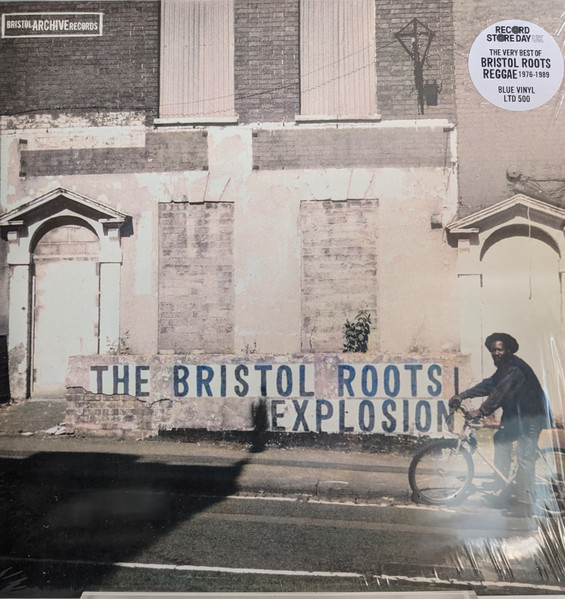 BRISTOL ARCHIVE RECORDS
RECORD
STORE DAY
THE VERY BEST OF
BRISTOL ROOTS
REGGAE 1976-1989
BLUE VINYL
LTD 500
THE BRISTOL ROOTS
EXPLOSION